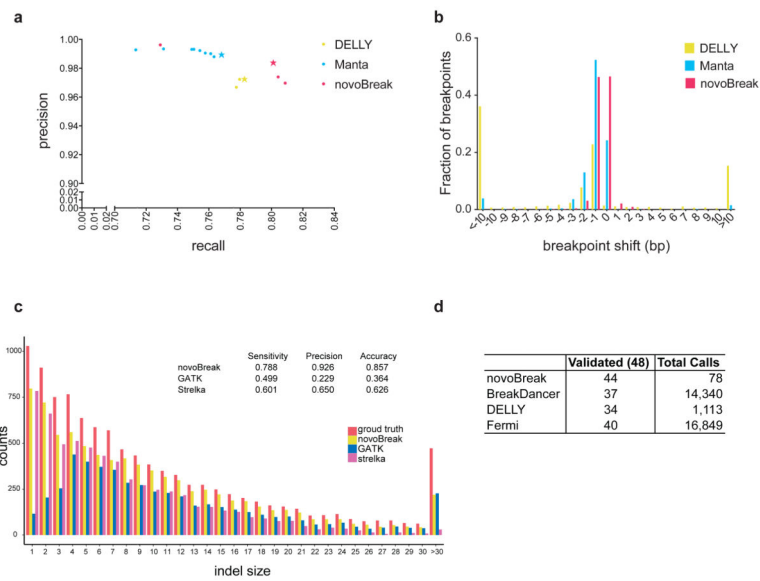 a
1.00
0.98
0.96
0.94
0.92
0.90
0.02
0.01
0.00
precision
0.00
0.01
0.02
0.70
0.72
0.74
0.76
0.78
0.80
0.82
0.84
recall
DELLY
Manta
novoBreak
b
0.6
0.4
0.2
0.0
Fraction of breakpoints
<-10
-10
-9
-8
-7
-6
-5
-4
-3
-2
-1
0
1
2
3
4
5
6
7
8
9
10
>10
breakpoint shift (bp)
DELLY
Manta
novoBreak
c
1000
750
500
250
0
counts
Sensitivity Precision Accuracy
novoBreak 0.788 0.926 0.857
GATK 0.499 0.229 0.364
Strelka 0.601 0.650 0.626
groud truth
novoBreak
GATK
strelka
1 2 3 4 5 6 7 8 9 10 11 12 13 14 15 16 17 18 19 20 21 22 23 24 25 26 27 28 29 30 >30
indel size
d
Validated (48) Total Calls
novoBreak 44 78
BreakDancer 37 14,340
DELLY 34 1,113
Fermi 40 16,849